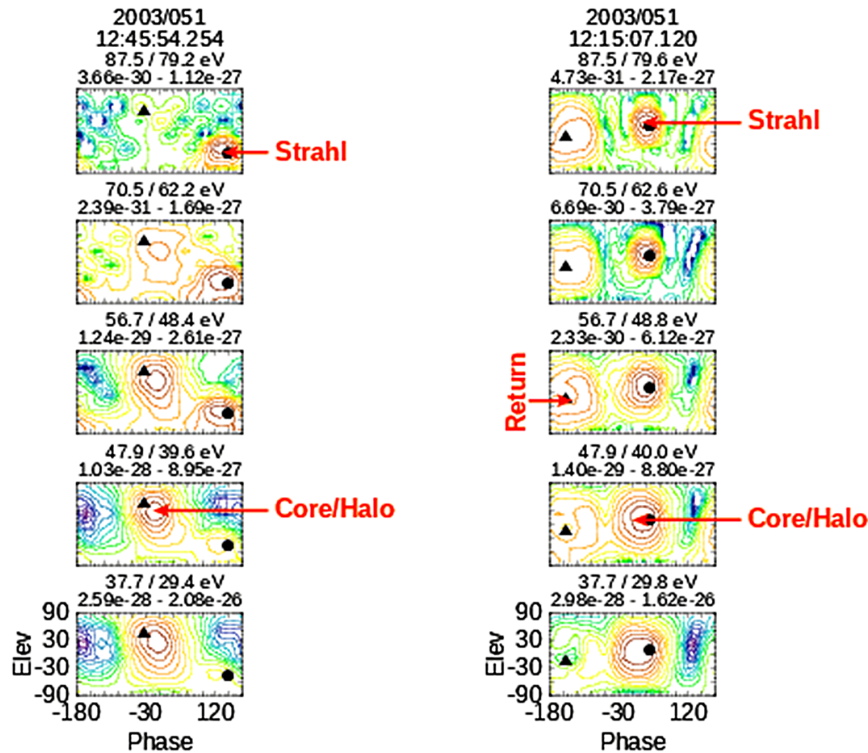 2003/051
12:45:54.254
87.5 / 79.2 eV
3.66e-30 - 1.12e-27
Strahl
70.5 / 62.2 eV
2.39e-31 - 1.69e-27
56.7 / 48.4 eV
1.24e-29 - 2.61e-27
47.9 / 39.6 eV
1.03e-28 - 8.95e-27
Core/Halo
37.7 / 29.4 eV
2.59e-28 - 2.08e-26
90
30
-30
-90
Elev
-180 -30 120
Phase
2003/051
12:15:07.120
87.5 / 79.6 eV
4.73e-31 - 2.17e-27
Strahl
70.5 / 62.6 eV
6.69e-30 - 3.79e-27
56.7 / 48.8 eV
2.33e-30 - 6.12e-27
Return
47.9 / 40.0 eV
1.40e-29 - 8.80e-27
Core/Halo
37.7 / 29.8 eV
2.98e-28 - 1.62e-26
90
30
-30
-90
Elev
-180 -30 120
Phase